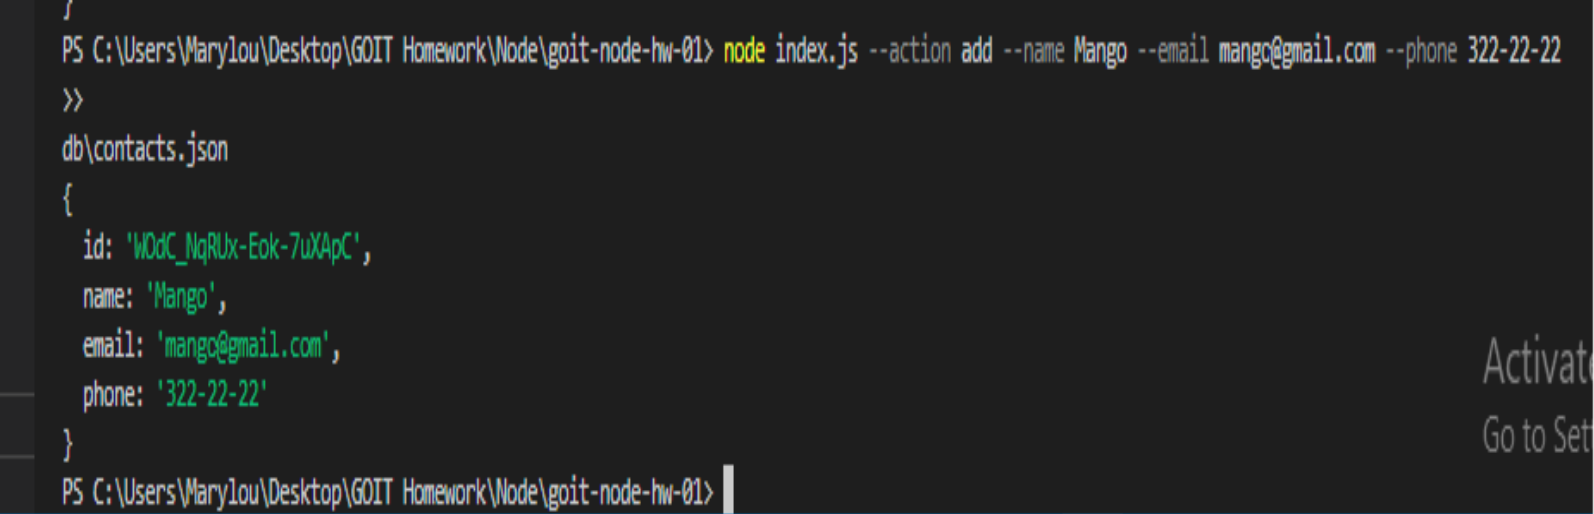 }
PS C:\Users\Marylou\Desktop\GOIT Homework\Node\goit-node-hw-01> node index.js --action add --name Mango --email mango@gmail.com --phone 322-22-22
>>
db\contacts.json
{
  id: 'WOdC_NqRUx-Eok-7uXApC',
  name: 'Mango',
  email: 'mango@gmail.com',
Activate
  phone: '322-22-22'
Go to Sett
}
PS C:\Users\Marylou\Desktop\GOIT Homework\Node\goit-node-hw-01>